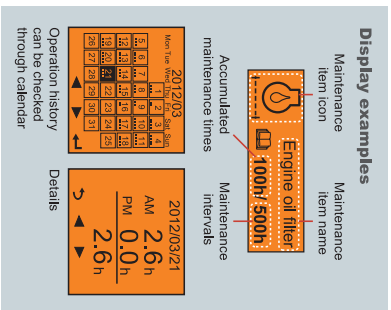 Display examples
Maintenance
item icon
Maintenance
item name
Engine oil filter
100h/ 500h
Accumulated
maintenance times
Maintenance
intervals
2012/03
Mon Tue Wed Thu Fri Sat Sun
1 2 3 4
5 6 7 8 9 10 11
12 13 14 15 16 17 18
19 20 21 22 23 24 25
26 27 28 29 30 31
Operation history
can be checked
through calendar
2012/03/21
AM 2.6h
PM 0.0h
2.6h
Details